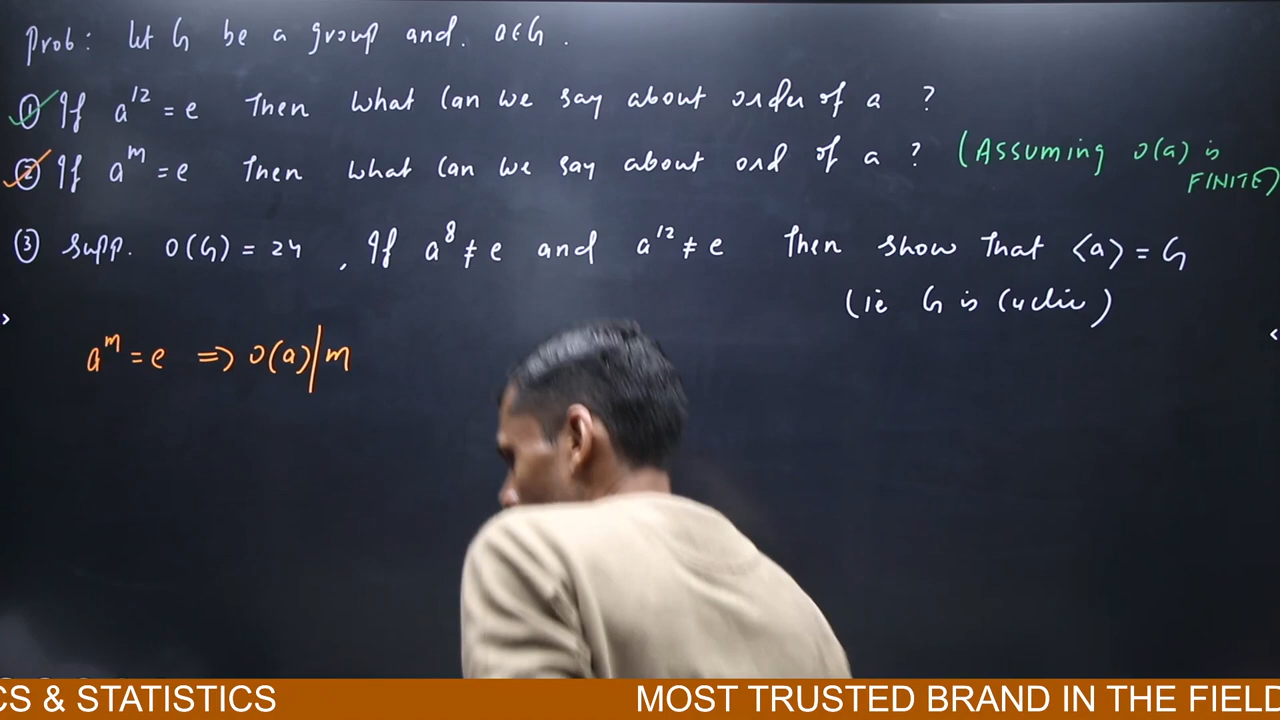 Prob: let G be a group and. a∈G.
① If a¹² = e Then what can we say about order of a ?
② If aᵐ = e Then what can we say about ord of a ? (Assuming o(a) is FINITE)
③ Supp. o(G) = 24, If a⁸ ≠ e and a¹² ≠ e Then show that <a> = G
(ie G is Cyclic)
aᵐ = e ⇒ o(a)|m
CS & STATISTICS MOST TRUSTED BRAND IN THE FIELD